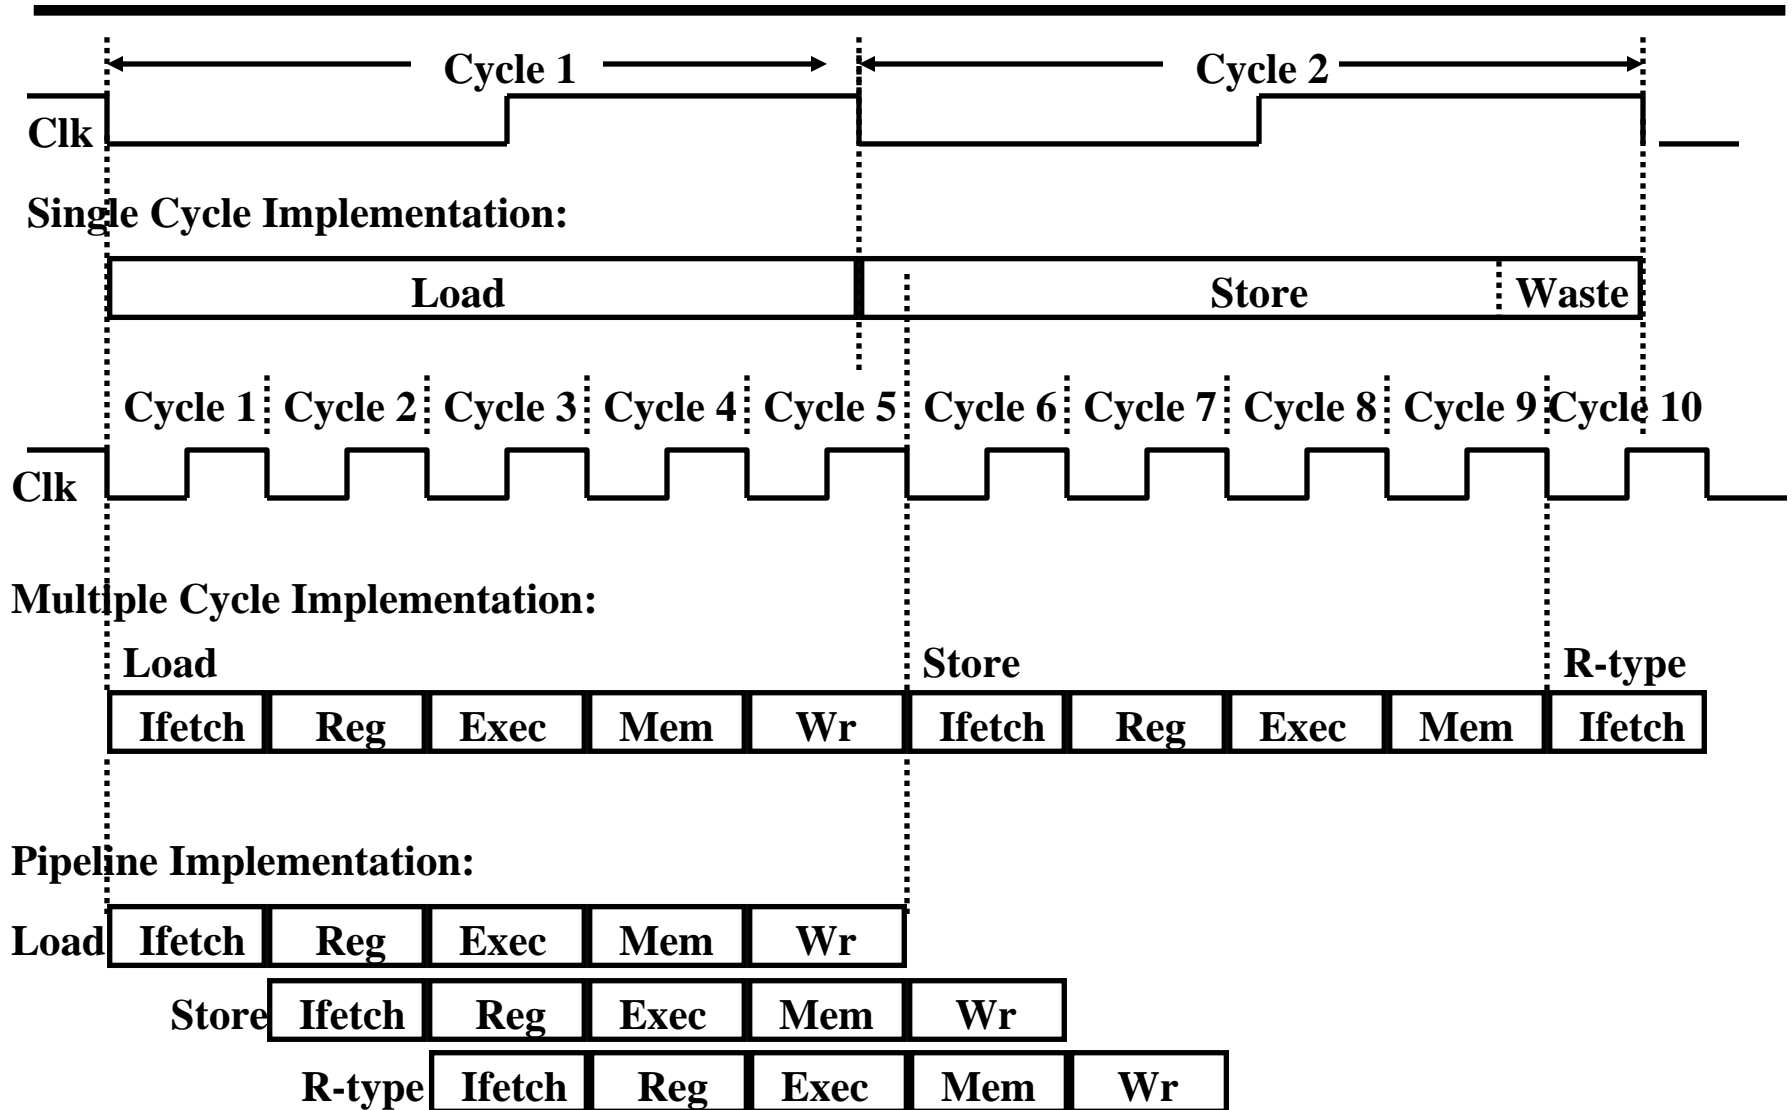 Cycle 1 Cycle 2
Clk
Single Cycle Implementation:
Load Store Waste
Cycle 1 Cycle 2 Cycle 3 Cycle 4 Cycle 5 Cycle 6 Cycle 7 Cycle 8 Cycle 9 Cycle 10
Clk
Multiple Cycle Implementation:
Load Store R-type
Ifetch Reg Exec Mem Wr Ifetch Reg Exec Mem Ifetch
Pipeline Implementation:
Load Ifetch Reg Exec Mem Wr
Store Ifetch Reg Exec Mem Wr
R-type Ifetch Reg Exec Mem Wr